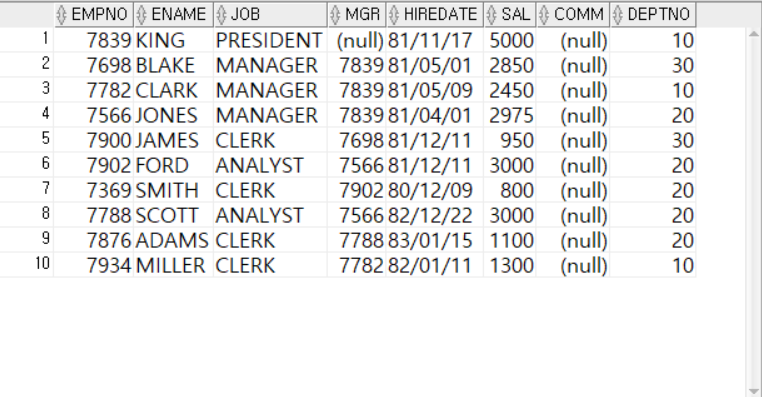 EMPNO ENAME JOB MGR HIREDATE SAL COMM DEPTNO
1 7839 KING PRESIDENT (null) 81/11/17 5000 (null) 10
2 7698 BLAKE MANAGER 7839 81/05/01 2850 (null) 30
3 7782 CLARK MANAGER 7839 81/05/09 2450 (null) 10
4 7566 JONES MANAGER 7839 81/04/01 2975 (null) 20
5 7900 JAMES CLERK 7698 81/12/11 950 (null) 30
6 7902 FORD ANALYST 7566 81/12/11 3000 (null) 20
7 7369 SMITH CLERK 7902 80/12/09 800 (null) 20
8 7788 SCOTT ANALYST 7566 82/12/22 3000 (null) 20
9 7876 ADAMS CLERK 7788 83/01/15 1100 (null) 20
10 7934 MILLER CLERK 7782 82/01/11 1300 (null) 10